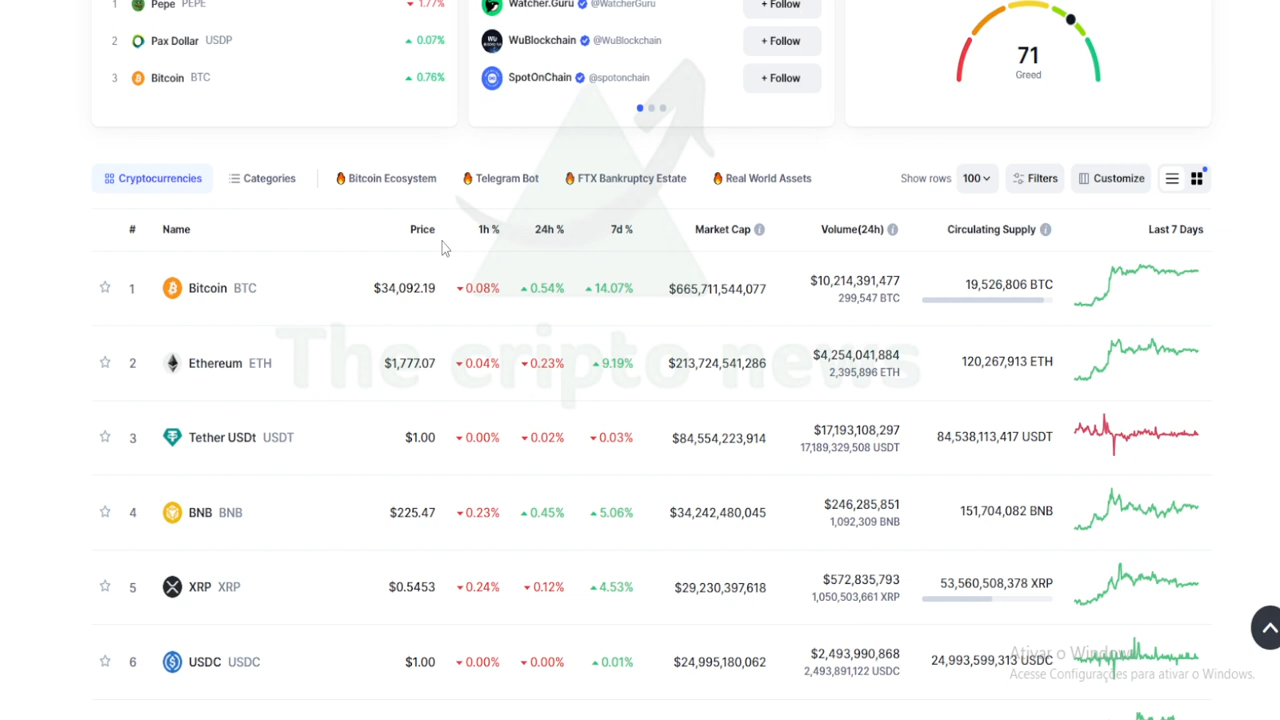 1 Pepe PEPE 1.77%
2 Pax Dollar USDP 0.07%
3 Bitcoin BTC 0.76%
Watcher.Guru @WatcherGuru + Follow
WuBlockchain @WuBlockchain + Follow
SpotOnChain @spotonchain + Follow
71
Greed
Cryptocurrencies Categories Bitcoin Ecosystem Telegram Bot FTX Bankruptcy Estate Real World Assets Show rows 100 Filters Customize
# Name Price 1h % 24h % 7d % Market Cap Volume(24h) Circulating Supply Last 7 Days
1 Bitcoin BTC $34,092.19 0.08% 0.54% 14.07% $665,711,544,077 $10,214,391,477 19,526,806 BTC
299,547 BTC
2 Ethereum ETH $1,777.07 0.04% 0.23% 9.19% $213,724,541,286 $4,254,041,884 120,267,913 ETH
2,395,896 ETH
The cripto news
3 Tether USDt USDT $1.00 0.00% 0.02% 0.03% $84,554,223,914 $17,193,108,297 84,538,113,417 USDT
17,189,329,508 USDT
4 BNB BNB $225.47 0.23% 0.45% 5.06% $34,242,480,045 $246,285,851 151,704,082 BNB
1,092,309 BNB
5 XRP XRP $0.5453 0.24% 0.12% 4.53% $29,230,397,618 $572,835,793 53,560,508,378 XRP
1,050,503,661 XRP
6 USDC USDC $1.00 0.00% 0.00% 0.01% $24,995,180,062 $2,493,990,868 24,993,599,313 USDC
2,493,891,122 USDC
Ativar o Windows
Acesse Configurações para ativar o Windows.